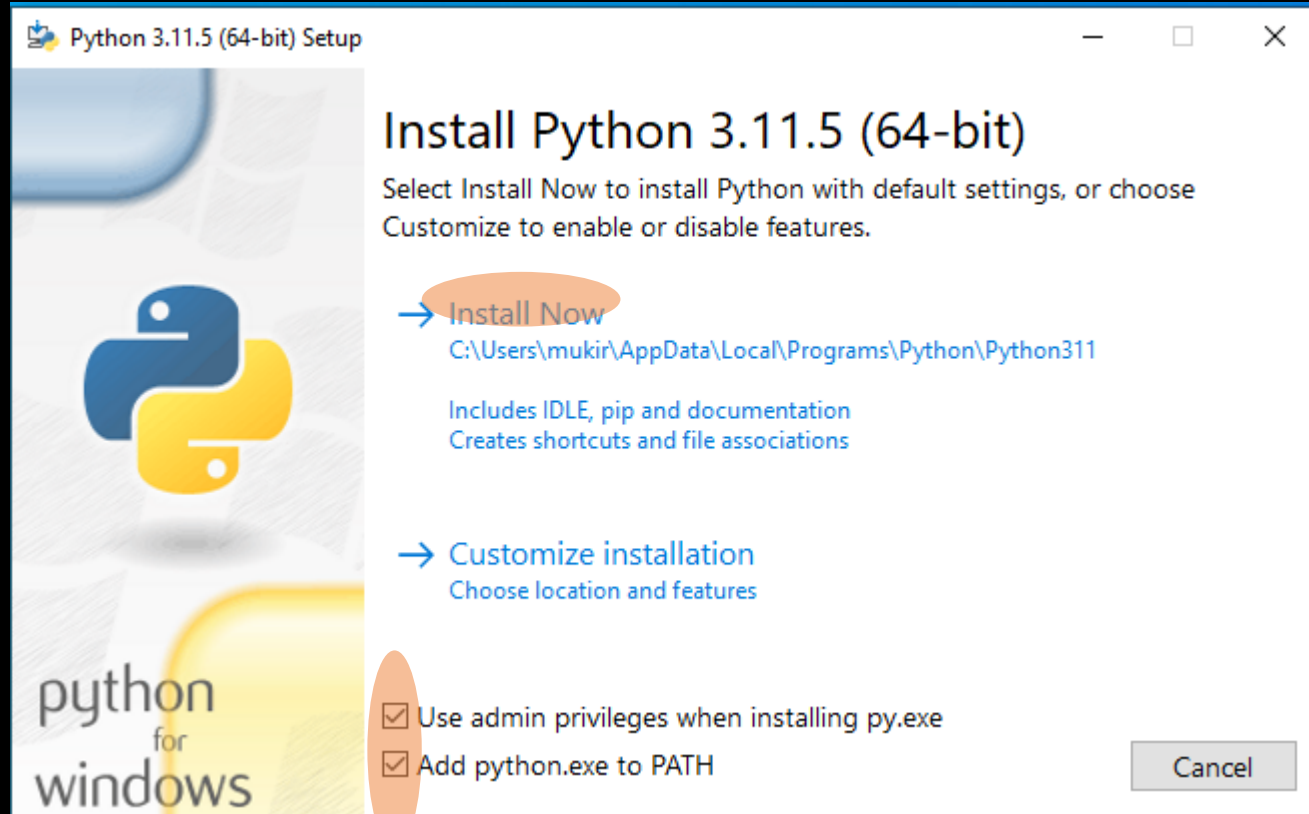 Python 3.11.5 (64-bit) Setup
Install Python 3.11.5 (64-bit)
Select Install Now to install Python with default settings, or choose
Customize to enable or disable features.
Install Now
C:\Users\mukir\AppData\Local\Programs\Python\Python311
Includes IDLE, pip and documentation
Creates shortcuts and file associations
Customize installation
Choose location and features
Use admin privileges when installing py.exe
Add python.exe to PATH
Cancel
python
for
windows